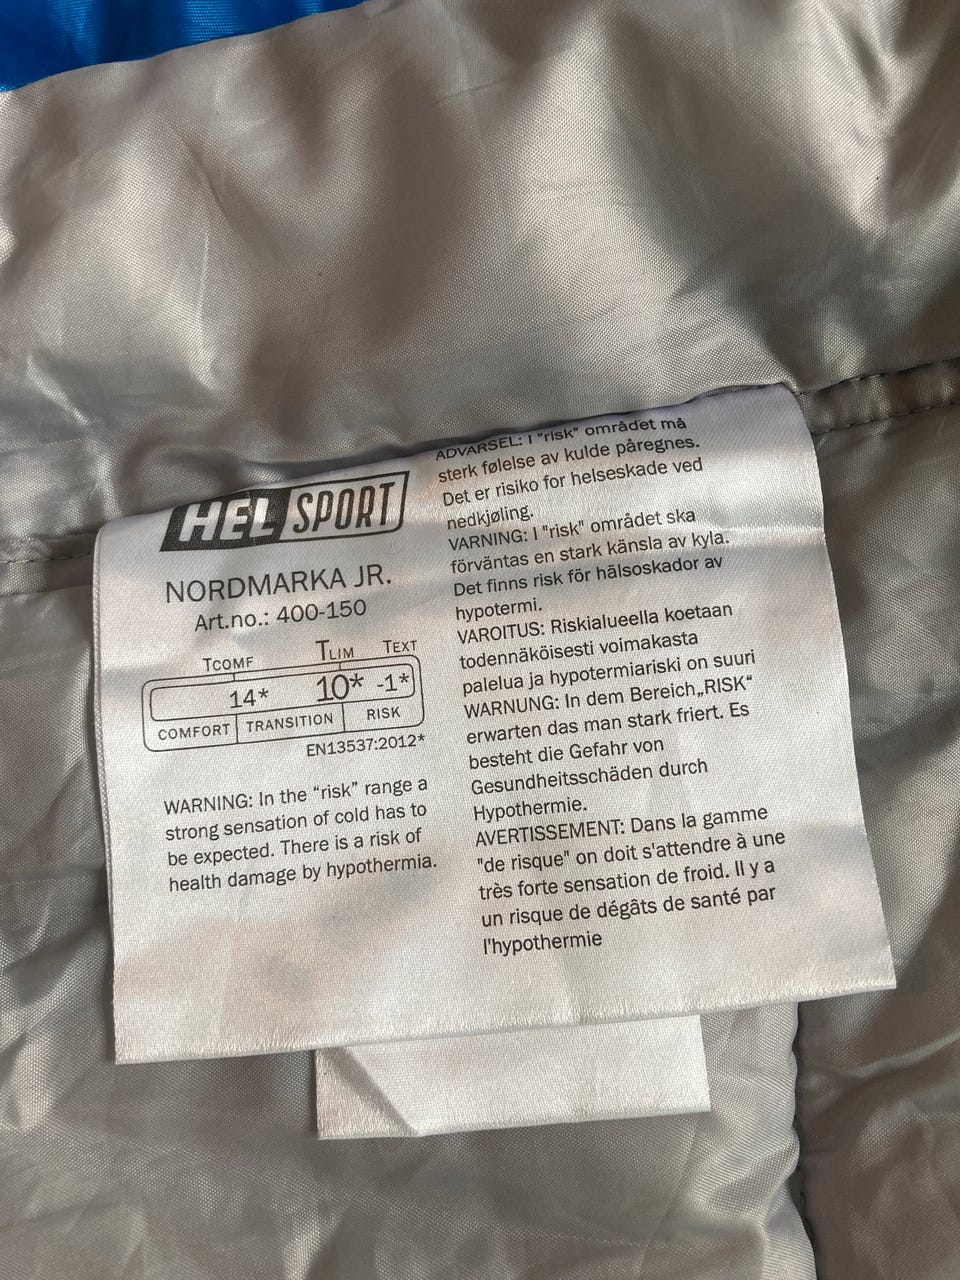 HELSPORT
NORDMARKA JR.
Art.no.: 400-150
TCOMF TLIM TEXT
14* 10* -1*
COMFORT TRANSITION RISK
EN13537:2012*
WARNING: In the “risk” range a
strong sensation of cold has to
be expected. There is a risk of
health damage by hypothermia.
ADVARSEL: I "risk" området må
sterk følelse av kulde påregnes.
Det er risiko for helseskade ved
nedkjøling.
VARNING: I "risk" området ska
förväntas en stark känsla av kyla.
Det finns risk för hälsoskador av
hypotermi.
VAROITUS: Riskialueella koetaan
todennäköisesti voimakasta
palelua ja hypotermiariski on suuri
WARNUNG: In dem Bereich„RISK“
erwarten das man stark friert. Es
besteht die Gefahr von
Gesundheitsschäden durch
Hypothermie.
AVERTISSEMENT: Dans la gamme
"de risque" on doit s'attendre à une
très forte sensation de froid. Il y a
un risque de dégâts de santé par
l'hypothermie